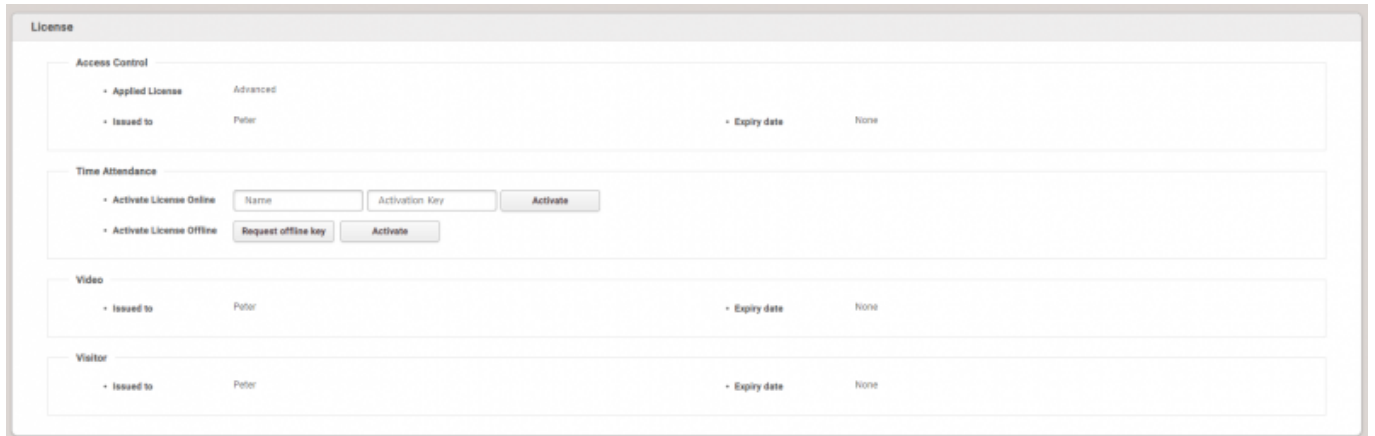 License
Access Control
• Applied License Advanced
• Issued to Peter • Expiry date None
Time Attendance
• Activate License Online Name Activation Key Activate
• Activate License Offline Request offline key Activate
Video
• Issued to Peter • Expiry date None
Visitor
• Issued to Peter • Expiry date None